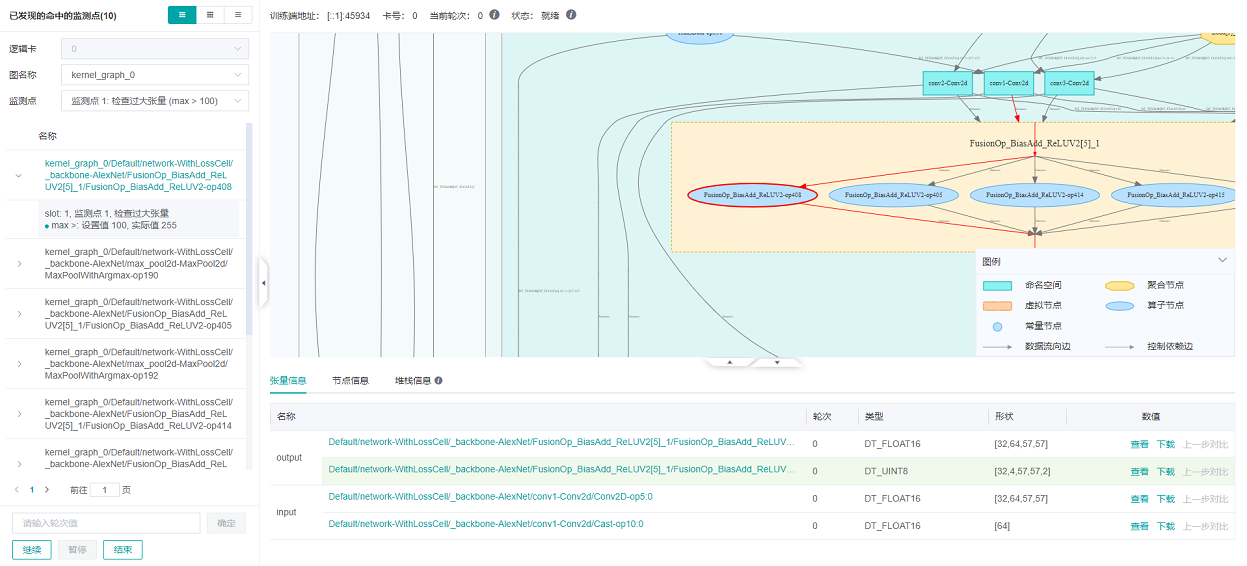 已发现的命中的监测点(10)
逻辑卡
0
图名称
kernel_graph_0
监测点
监测点 1: 检查过大张量 (max > 100)
名称
kernel_graph_0/Default/network-WithLossCell/
_backbone-AlexNet/FusionOp_BiasAdd_ReL
UV2[5]_1/FusionOp_BiasAdd_ReLUV2-op408
slot: 1, 监测点 1, 检查过大张量
max >: 设置值 100, 实际值 255
kernel_graph_0/Default/network-WithLossCell/
_backbone-AlexNet/max_pool2d-MaxPool2d/
MaxPoolWithArgmax-op190
kernel_graph_0/Default/network-WithLossCell/
_backbone-AlexNet/FusionOp_BiasAdd_ReL
UV2[5]_1/FusionOp_BiasAdd_ReLUV2-op405
kernel_graph_0/Default/network-WithLossCell/
_backbone-AlexNet/max_pool2d-MaxPool2d/
MaxPoolWithArgmax-op192
kernel_graph_0/Default/network-WithLossCell/
_backbone-AlexNet/FusionOp_BiasAdd_ReL
UV2[5]_1/FusionOp_BiasAdd_ReLUV2-op414
kernel_graph_0/Default/network-WithLossCell/
_backbone-AlexNet/FusionOp_BiasAdd_ReL
1
前往 1 页
请输入轮次值
确定
继续 暂停 结束
训练端地址: [::1]:45934 卡号: 0 当前轮次: 0 状态: 就绪
conv2-Conv2d
conv1-Conv2d
conv3-Conv2d
FusionOp_BiasAdd_ReLUV2[5]_1
FusionOp_BiasAdd_ReLUV2-op408
FusionOp_BiasAdd_ReLUV2-op405
FusionOp_BiasAdd_ReLUV2-op414
FusionOp_BiasAdd_ReLUV2-op415
图例
命名空间 聚合节点
虚拟节点 算子节点
常量节点
数据流向边 控制依赖边
张量信息 节点信息 堆栈信息
名称 轮次 类型 形状 数值
output
Default/network-WithLossCell/_backbone-AlexNet/FusionOp_BiasAdd_ReLUV2[5]_1/FusionOp_BiasAdd_ReLUV... 0 DT_FLOAT16 [32,64,57,57] 查看 下载 上一步对比
Default/network-WithLossCell/_backbone-AlexNet/FusionOp_BiasAdd_ReLUV2[5]_1/FusionOp_BiasAdd_ReLUV... 0 DT_UINT8 [32,4,57,57,2] 查看 下载 上一步对比
input
Default/network-WithLossCell/_backbone-AlexNet/conv1-Conv2d/Conv2D-op5:0 0 DT_FLOAT16 [32,64,57,57] 查看 下载 上一步对比
Default/network-WithLossCell/_backbone-AlexNet/conv1-Conv2d/Cast-op10:0 0 DT_FLOAT16 [64] 查看 下载 上一步对比